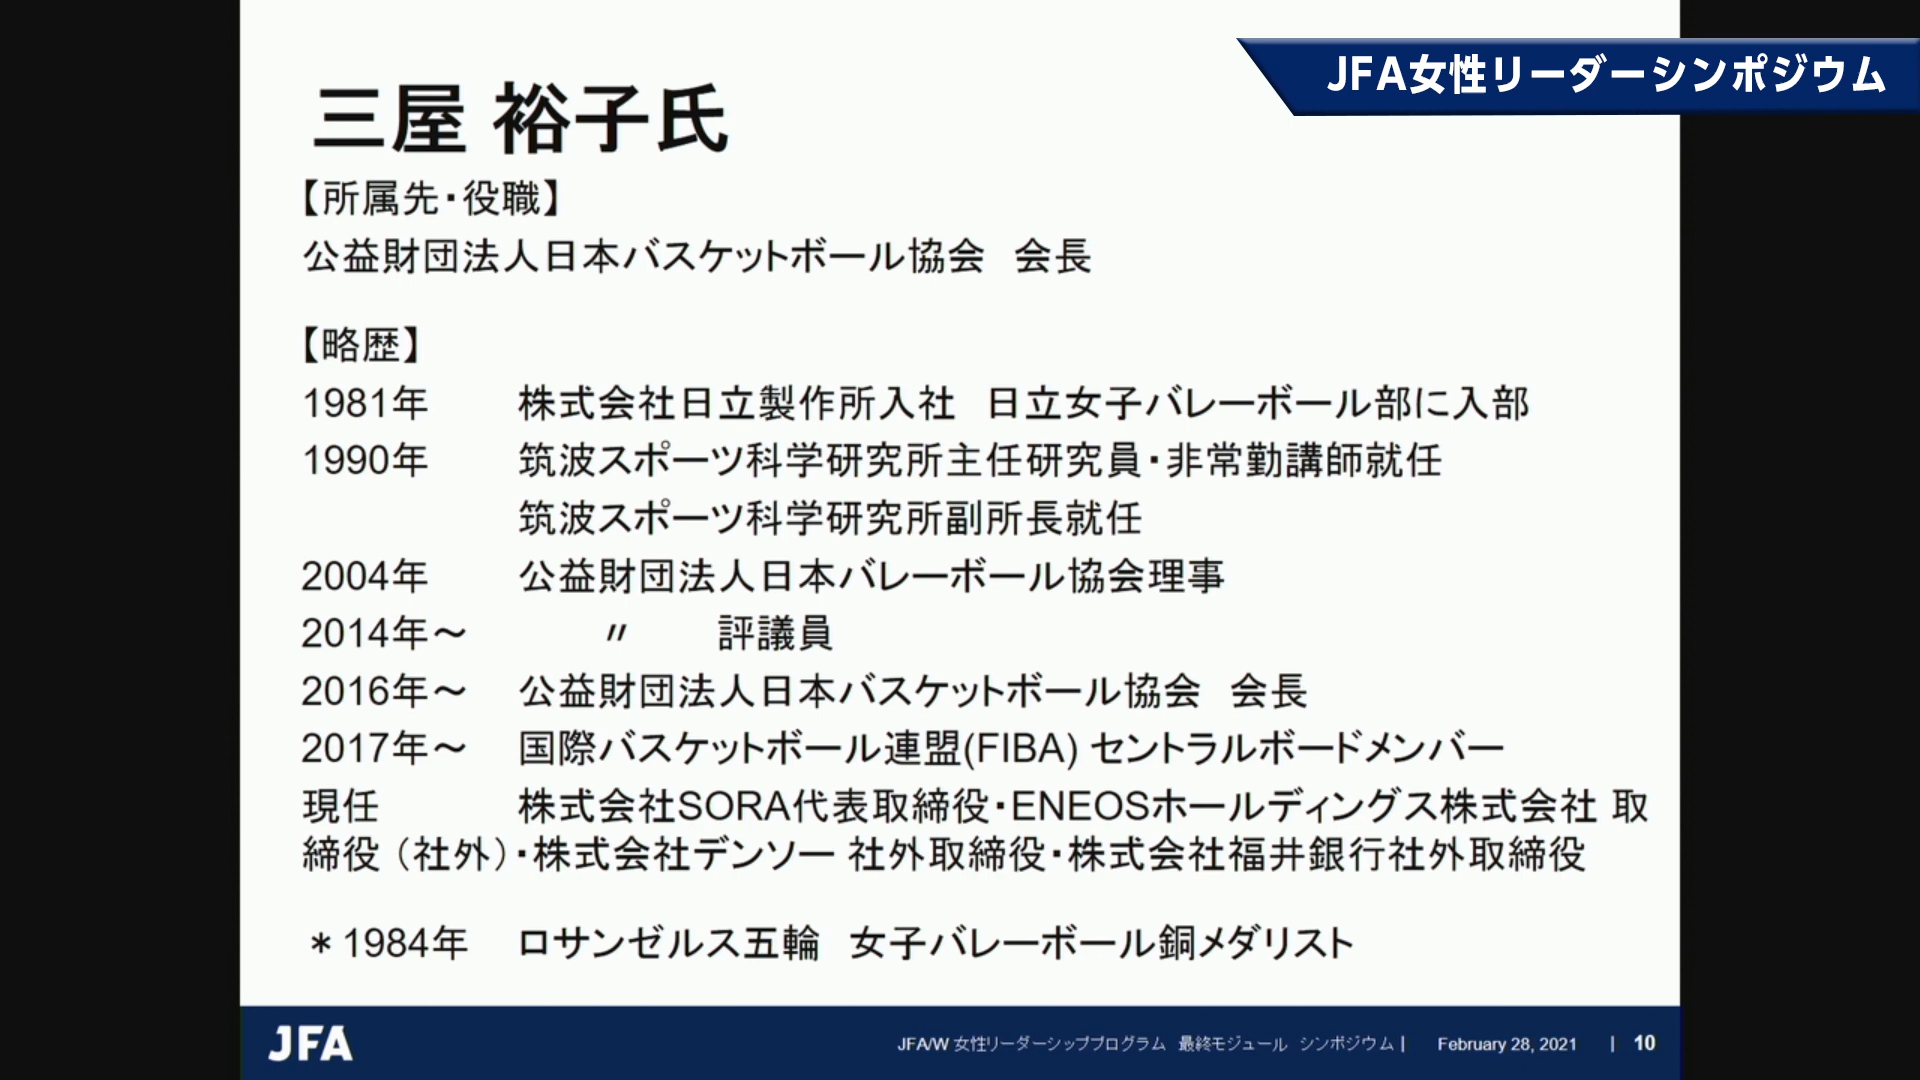 JFA女性リーダーシンポジウム
三屋 裕子氏
【所属先・役職】
公益財団法人日本バスケットボール協会　会長
【略歴】
1981年　株式会社日立製作所入社　日立女子バレーボール部に入部
1990年　筑波スポーツ科学研究所主任研究員・非常勤講師就任
筑波スポーツ科学研究所副所長就任
2004年　公益財団法人日本バレーボール協会理事
2014年～　〃　評議員
2016年～　公益財団法人日本バスケットボール協会　会長
2017年～　国際バスケットボール連盟(FIBA) セントラルボードメンバー
現任　株式会社SORA代表取締役・ENEOSホールディングス株式会社 取
締役（社外）・株式会社デンソー 社外取締役・株式会社福井銀行社外取締役
＊1984年　ロサンゼルス五輪　女子バレーボール銅メダリスト
JFA
JFA/W 女性リーダーシッププログラム　最終モジュール　シンポジウム |　February 28, 2021　|　10